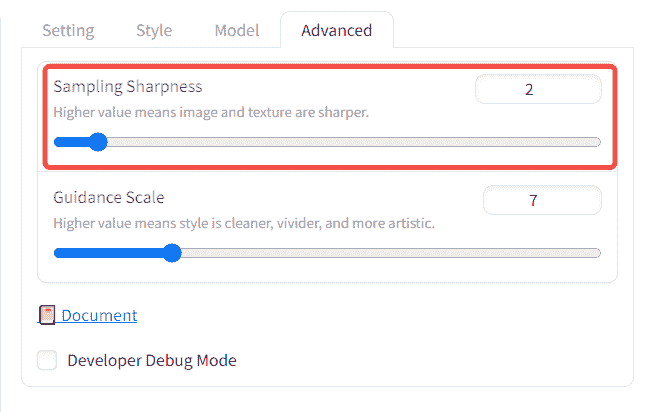 Setting Style Model Advanced
Sampling Sharpness 2
Higher value means image and texture are sharper.
Guidance Scale 7
Higher value means style is cleaner, vivider, and more artistic.
Document
Developer Debug Mode